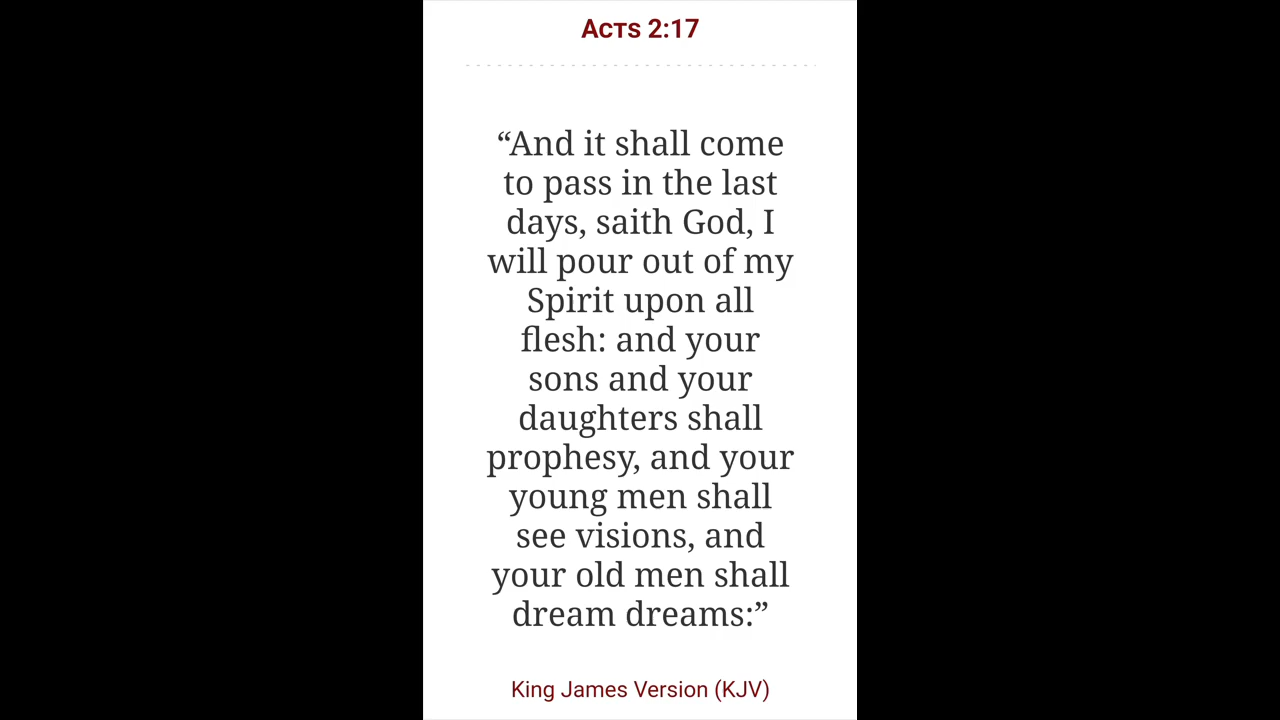 Acts 2:17
“And it shall come
to pass in the last
days, saith God, I
will pour out of my
Spirit upon all
flesh: and your
sons and your
daughters shall
prophesy, and your
young men shall
see visions, and
your old men shall
dream dreams:”
King James Version (KJV)